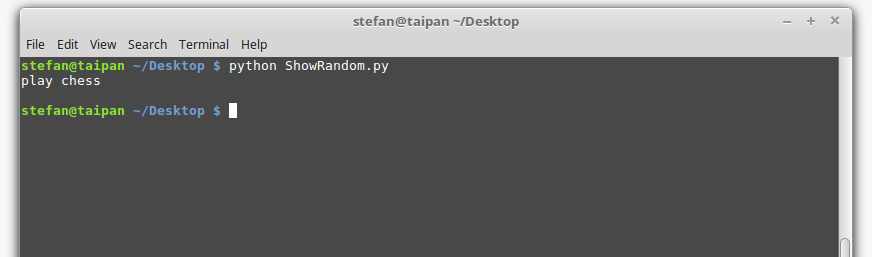 stefan@taipan ~/Desktop
File Edit View Search Terminal Help
stefan@taipan ~/Desktop $ python ShowRandom.py
play chess
stefan@taipan ~/Desktop $